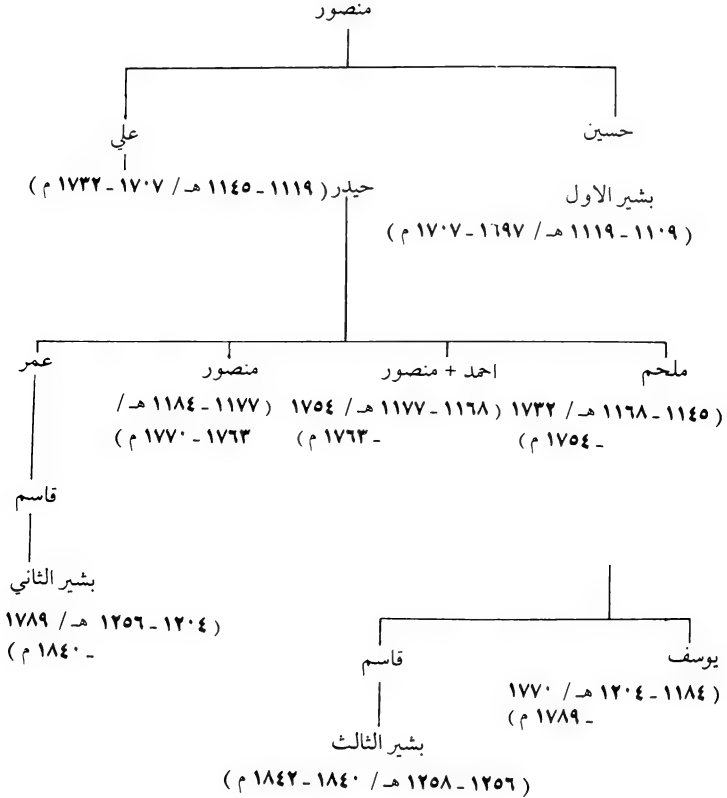 منصور
حسين
علي
بشير الاول
(١١٠٩ - ١١١٩ هـ / ١٦٩٧ - ١٧٠٧ م)
حيدر (١١١٩ - ١١٤٥ هـ / ١٧٠٧ - ١٧٣٢ م)
ملحم
(١١٤٥ - ١١٦٨ هـ / ١٧٣٢
- ١٧٥٤ م)
احمد + منصور
(١١٦٨ - ١١٧٧ هـ / ١٧٥٤
- ١٧٦٣ م)
منصور
(١١٧٧ - ١١٨٤ هـ /
١٧٦٣ - ١٧٧٠ م)
عمر
قاسم
بشير الثاني
(١٢٠٤ - ١٢٥٦ هـ / ١٧٨٩
- ١٨٤٠ م)
يوسف
(١١٨٤ - ١٢٠٤ هـ / ١٧٧٠
- ١٧٨٩ م)
قاسم
بشير الثالث
(١٢٥٦ - ١٢٥٨ هـ / ١٨٤٠ - ١٨٤٢ م)